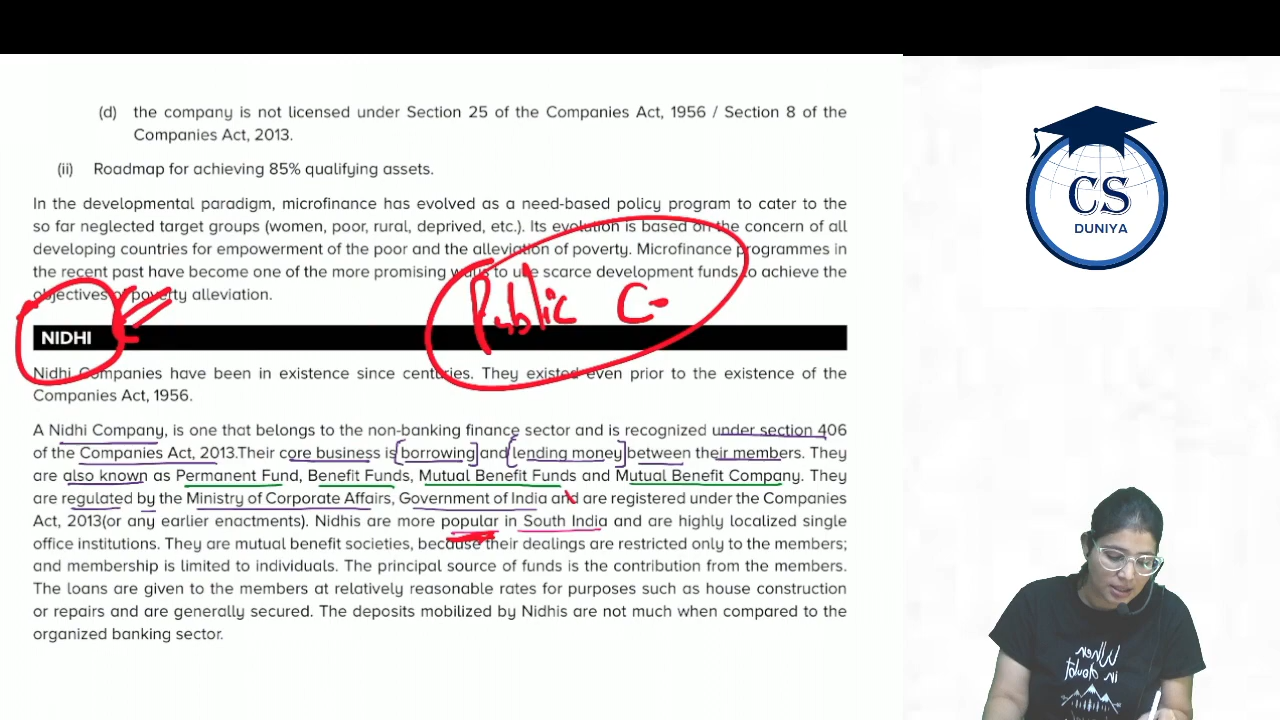 (d) the company is not licensed under Section 25 of the Companies Act, 1956 / Section 8 of the
Companies Act, 2013.
(ii) Roadmap for achieving 85% qualifying assets.
In the developmental paradigm, microfinance has evolved as a need-based policy program to cater to the
so far neglected target groups (women, poor, rural, deprived, etc.). Its evolution is based on the concern of all
developing countries for empowerment of the poor and the alleviation of poverty. Microfinance programmes in
the recent past have become one of the more promising ways to use scarce development funds to achieve the
objectives of poverty alleviation.
Public Co
NIDHI
Nidhi Companies have been in existence since centuries. They existed even prior to the existence of the
Companies Act, 1956.
A Nidhi Company, is one that belongs to the non-banking finance sector and is recognized under section 406
of the Companies Act, 2013.Their core business is borrowing and lending money between their members. They
are also known as Permanent Fund, Benefit Funds, Mutual Benefit Funds and Mutual Benefit Company. They
are regulated by the Ministry of Corporate Affairs, Government of India and are registered under the Companies
Act, 2013(or any earlier enactments). Nidhis are more popular in South India and are highly localized single
office institutions. They are mutual benefit societies, because their dealings are restricted only to the members;
and membership is limited to individuals. The principal source of funds is the contribution from the members.
The loans are given to the members at relatively reasonable rates for purposes such as house construction
or repairs and are generally secured. The deposits mobilized by Nidhis are not much when compared to the
organized banking sector.
CS
DUNIYA
When
in doubt